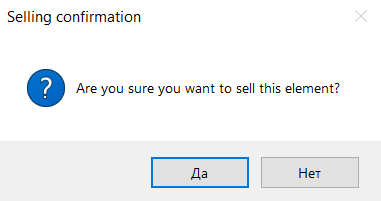 Selling confirmation
Are you sure you want to sell this element?
Да
Нет